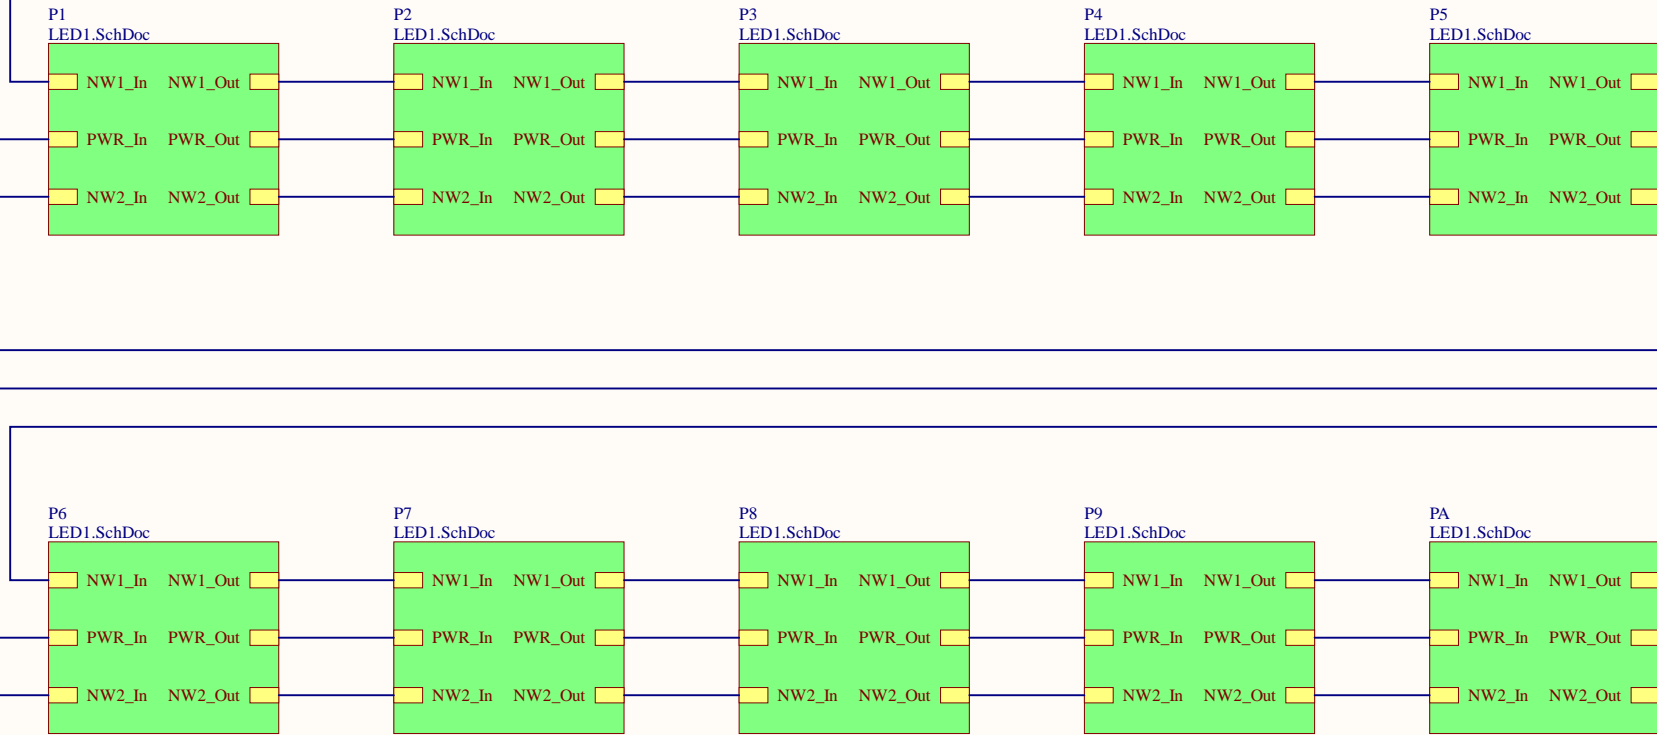 P1 P2 P3 P4 P5
LED1.SchDoc LED1.SchDoc LED1.SchDoc LED1.SchDoc LED1.SchDoc
NW1_In NW1_Out NW1_In NW1_Out NW1_In NW1_Out NW1_In NW1_Out NW1_In NW1_Out
PWR_In PWR_Out PWR_In PWR_Out PWR_In PWR_Out PWR_In PWR_Out PWR_In PWR_Out
NW2_In NW2_Out NW2_In NW2_Out NW2_In NW2_Out NW2_In NW2_Out NW2_In NW2_Out
P6 P7 P8 P9 PA
LED1.SchDoc LED1.SchDoc LED1.SchDoc LED1.SchDoc LED1.SchDoc
NW1_In NW1_Out NW1_In NW1_Out NW1_In NW1_Out NW1_In NW1_Out NW1_In NW1_Out
PWR_In PWR_Out PWR_In PWR_Out PWR_In PWR_Out PWR_In PWR_Out PWR_In PWR_Out
NW2_In NW2_Out NW2_In NW2_Out NW2_In NW2_Out NW2_In NW2_Out NW2_In NW2_Out